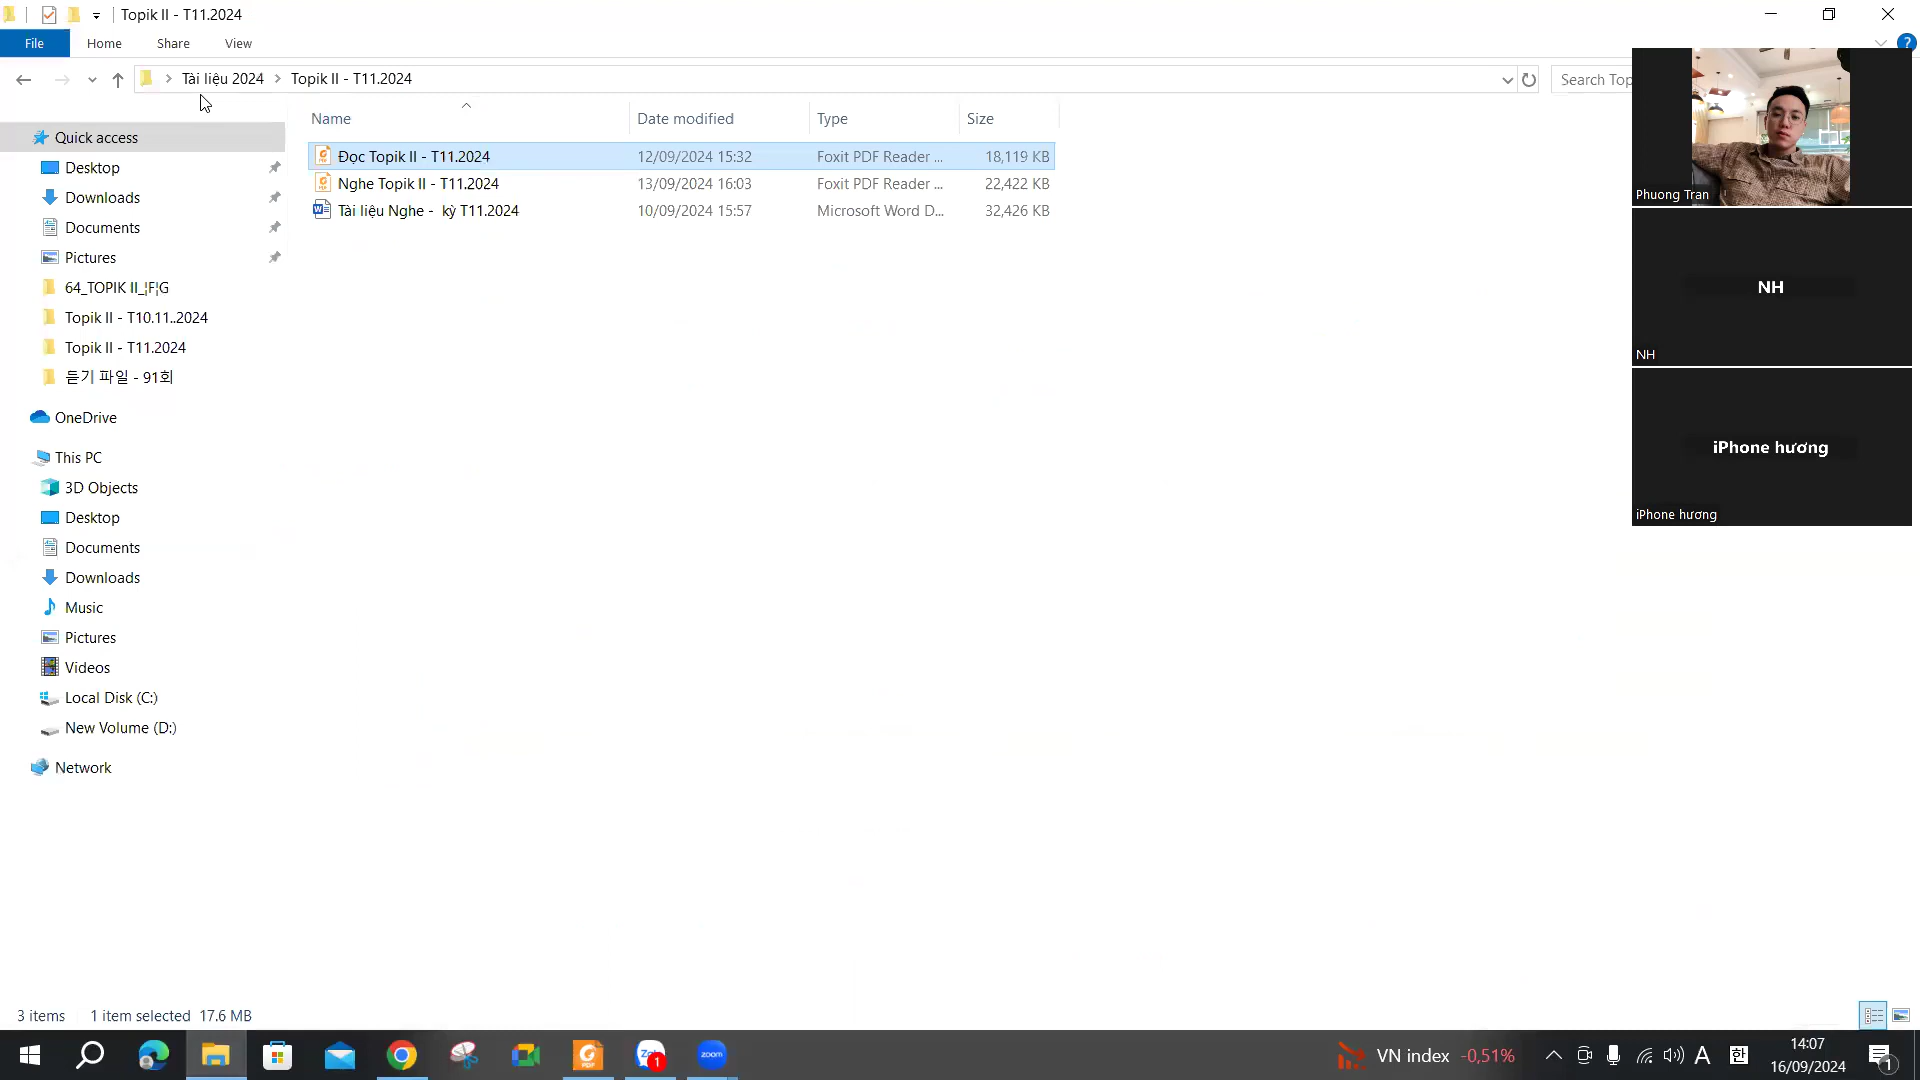 Topik II - T11.2024
File Home Share View
Tài liệu 2024 Topik II - T11.2024
Search Top
Name Date modified Type Size
Quick access
Desktop
Downloads
Documents
Pictures
64_TOPIK II_¦F¦G
Topik II - T10.11..2024
Topik II - T11.2024
듣기 파일 - 91회
OneDrive
This PC
3D Objects
Desktop
Documents
Downloads
Music
Pictures
Videos
Local Disk (C:)
New Volume (D:)
Network
Đọc Topik II - T11.2024 12/09/2024 15:32 Foxit PDF Reader ... 18,119 KB
Nghe Topik II - T11.2024 13/09/2024 16:03 Foxit PDF Reader ... 22,422 KB
Tài liệu Nghe - kỳ T11.2024 10/09/2024 15:57 Microsoft Word D... 32,426 KB
Phuong Tran
NH
NH
iPhone hương
iPhone hương
3 items 1 item selected 17.6 MB
zoom
1
VN index -0,51%
A 한
14:07
16/09/2024
1